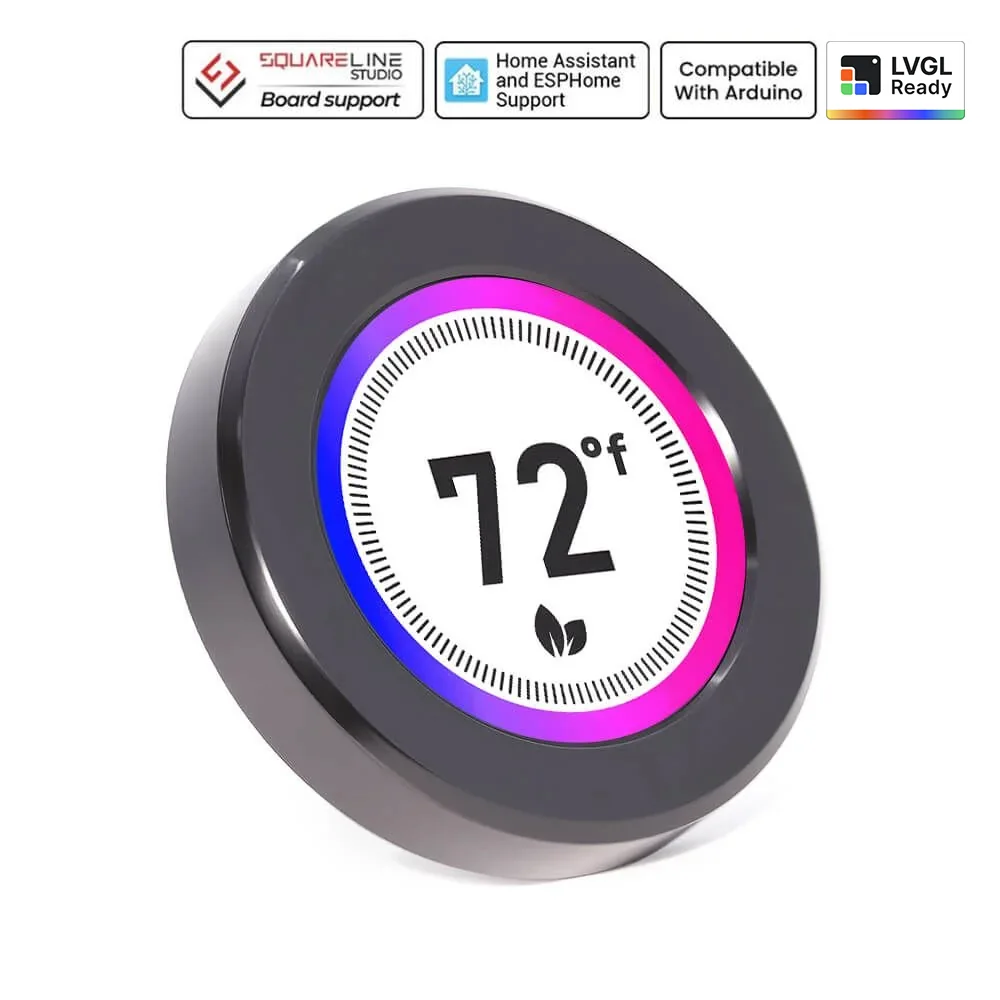 SQUARELINE
STUDIO
Board support
Home Assistant
and ESPHome
Support
Compatible
With Arduino
LVGL
Ready
72°f